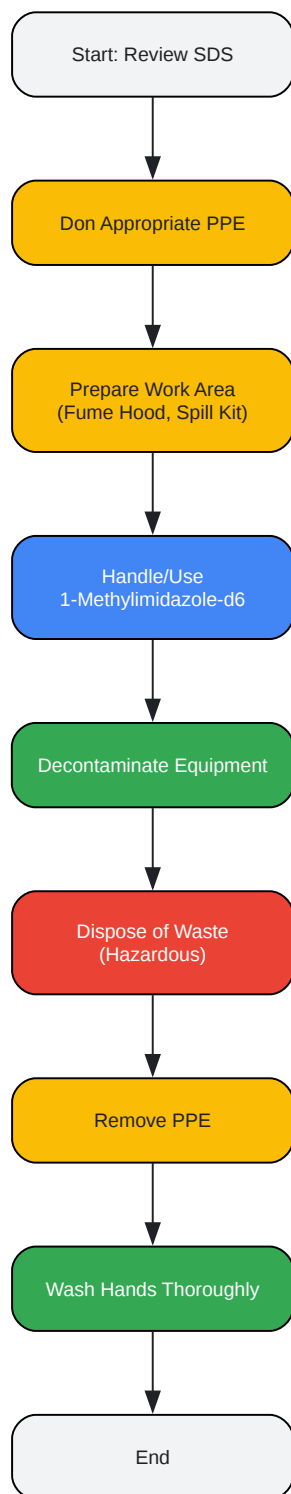 Start: Review SDS
Don Appropriate PPE
Prepare Work Area
(Fume Hood, Spill Kit)
Handle/Use
1-Methylimidazole-d6
Decontaminate Equipment
Dispose of Waste
(Hazardous)
Remove PPE
Wash Hands Thoroughly
End